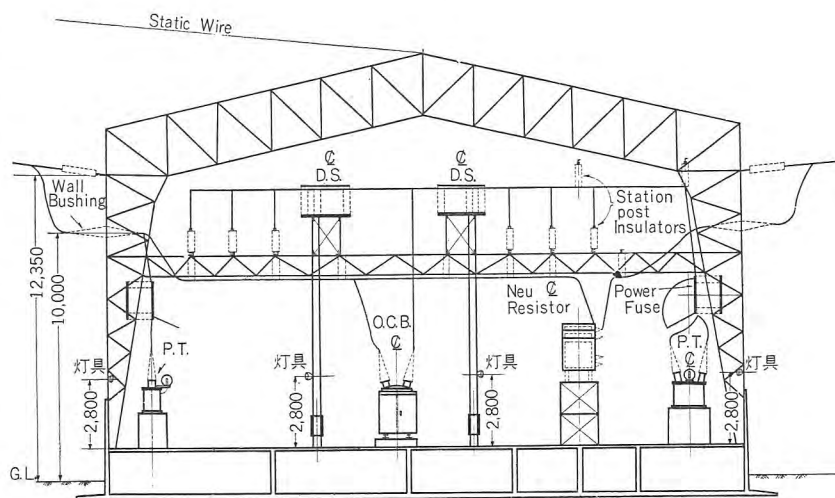 Static Wire
℄
D.S.
℄
D.S.
Wall
Bushing
Station
post
Insulators
12,350
10,000
Neu ℄
Resistor
Power
Fuse
O.C.B.
℄
P.T.
P.T.
℄
灯具
灯具
灯具
灯具
2,800
2,800
2,800
2,800
G.L.